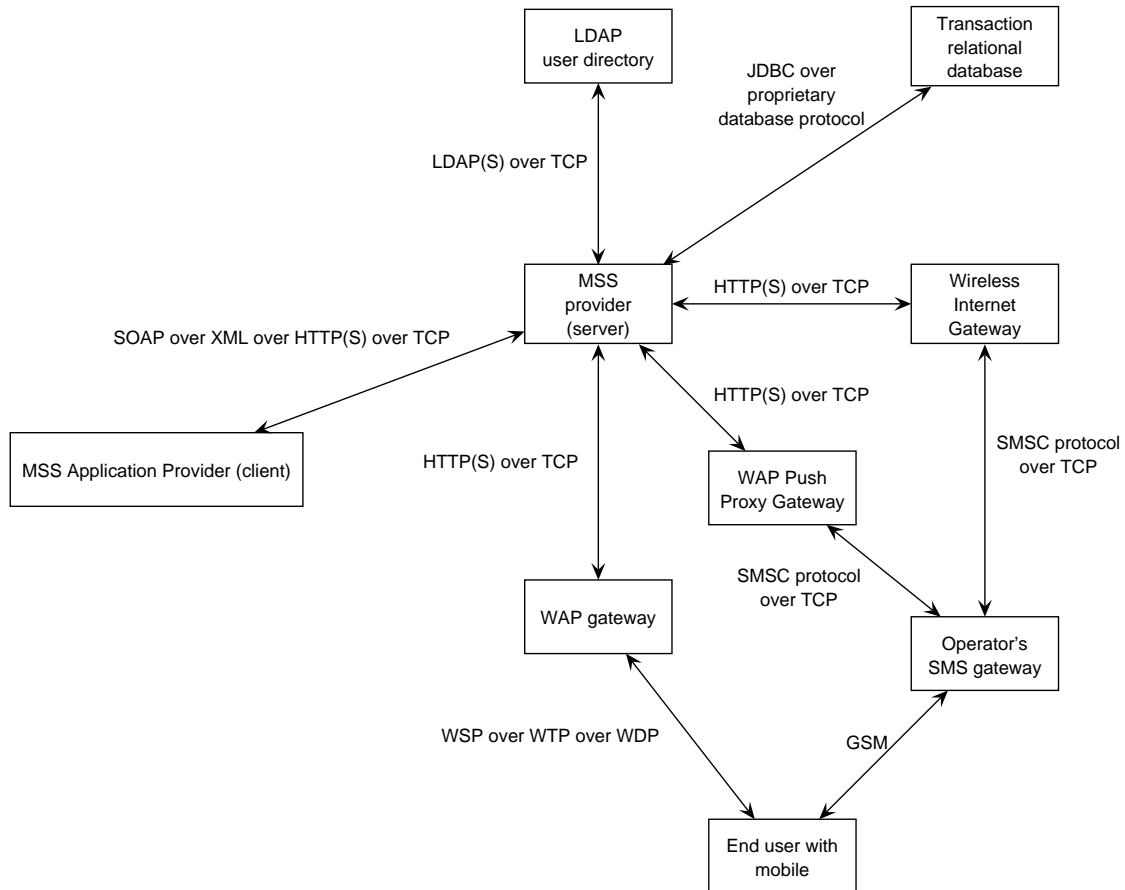 LDAP
user directory
Transaction
relational
database
JDBC over
proprietary
database protocol
LDAP(S) over TCP
MSS
provider
(server)
HTTP(S) over TCP
Wireless
Internet
Gateway
SOAP over XML over HTTP(S) over TCP
HTTP(S) over TCP
MSS Application Provider (client)
HTTP(S) over TCP
WAP Push
Proxy Gateway
SMSC protocol
over TCP
SMSC protocol
over TCP
WAP gateway
Operator's
SMS gateway
WSP over WTP over WDP
GSM
End user with
mobile